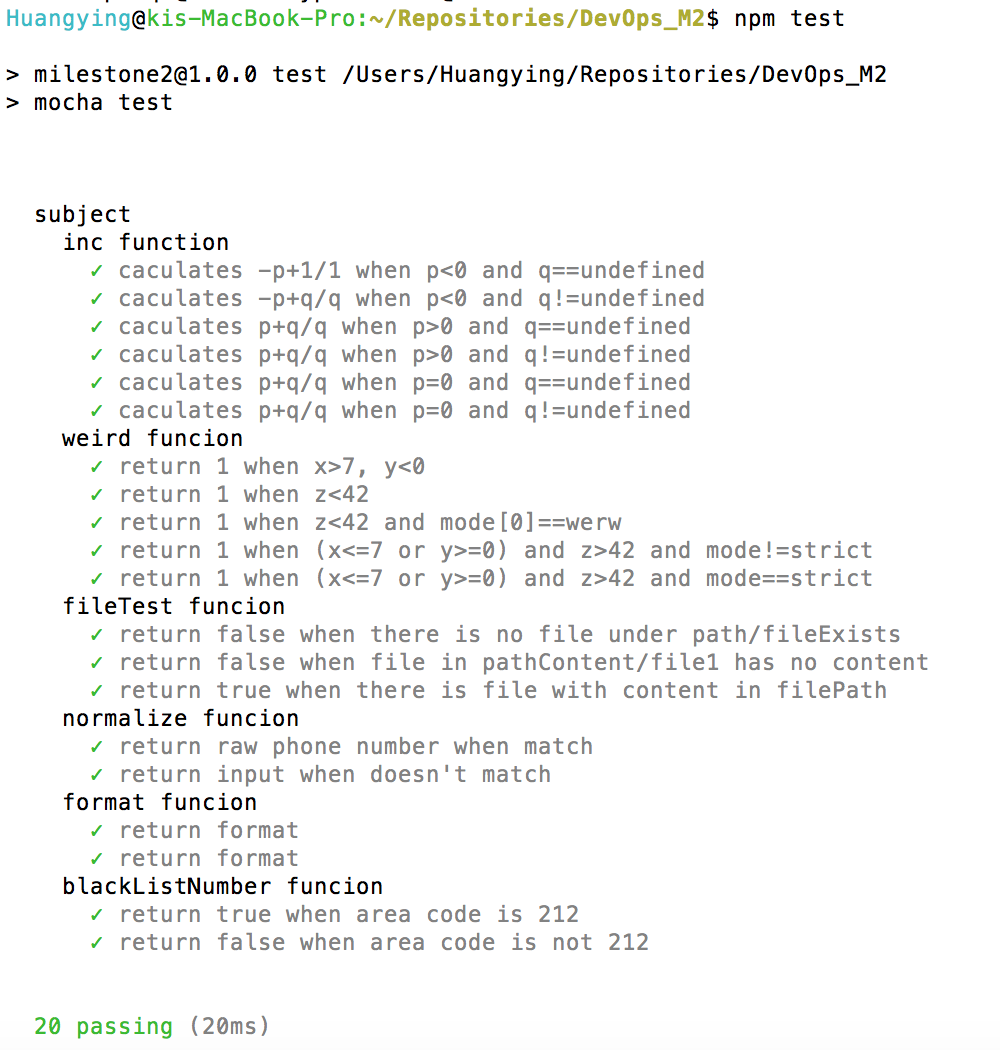 Huangying@kis-MacBook-Pro:~/Repositories/DevOps_M2$ npm test
> milestone2@1.0.0 test /Users/Huangying/Repositories/DevOps_M2
> mocha test
subject
inc function
✓ caculates -p+1/1 when p<0 and q==undefined
✓ caculates -p+q/q when p<0 and q!=undefined
✓ caculates p+q/q when p>0 and q==undefined
✓ caculates p+q/q when p>0 and q!=undefined
✓ caculates p+q/q when p=0 and q==undefined
✓ caculates p+q/q when p=0 and q!=undefined
weird funcion
✓ return 1 when x>7, y<0
✓ return 1 when z<42
✓ return 1 when z<42 and mode[0]==werw
✓ return 1 when (x<=7 or y>=0) and z>42 and mode!=strict
✓ return 1 when (x<=7 or y>=0) and z>42 and mode==strict
fileTest funcion
✓ return false when there is no file under path/fileExists
✓ return false when file in pathContent/file1 has no content
✓ return true when there is file with content in filePath
normalize funcion
✓ return raw phone number when match
✓ return input when doesn't match
format funcion
✓ return format
✓ return format
blackListNumber funcion
✓ return true when area code is 212
✓ return false when area code is not 212
20 passing (20ms)